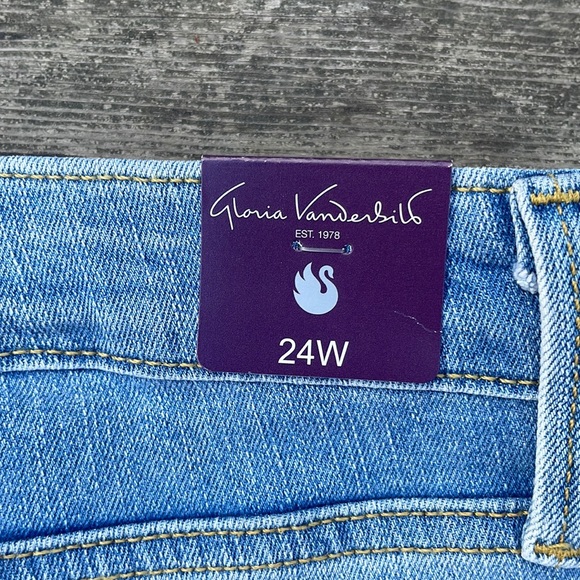 Gloria Vanderbilt
EST. 1978
24W